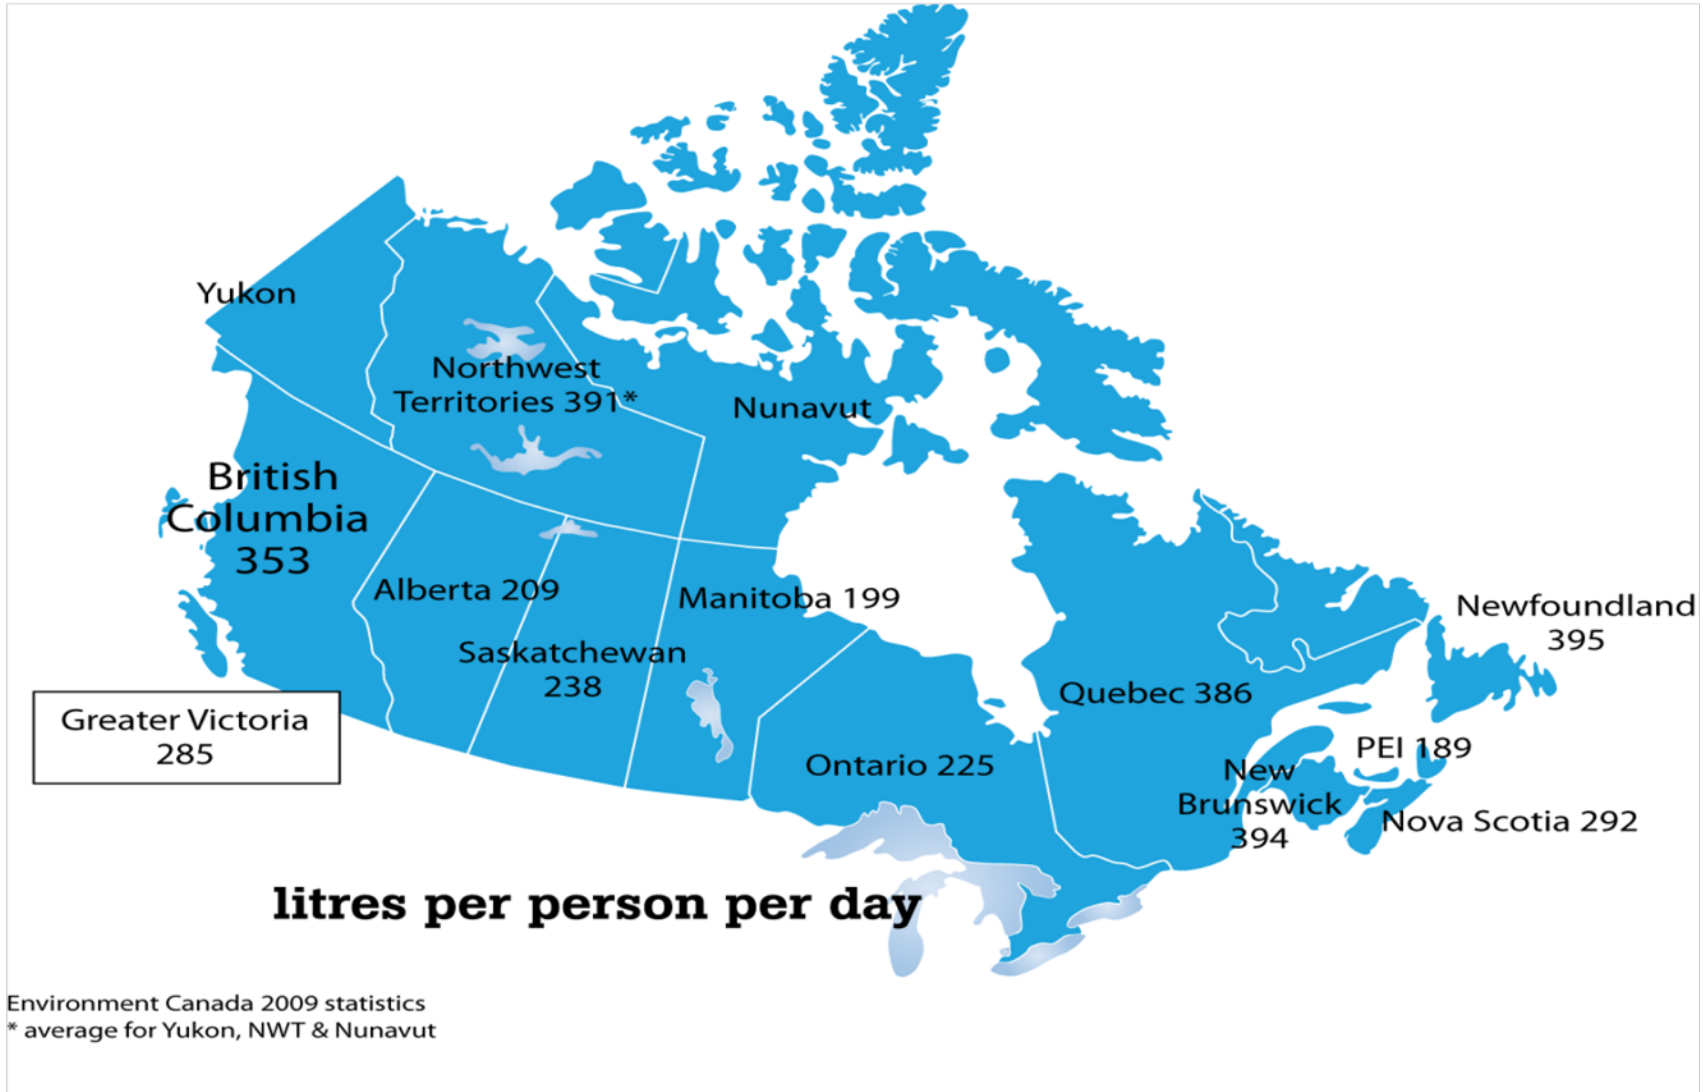 Yukon
Northwest
Territories 391*
Nunavut
British
Columbia
353
Alberta 209
Manitoba 199
Saskatchewan
238
Newfoundland
395
Quebec 386
Greater Victoria
285
Ontario 225
PEI 189
New
Brunswick
394
Nova Scotia 292
litres per person per day
Environment Canada 2009 statistics
* average for Yukon, NWT & Nunavut